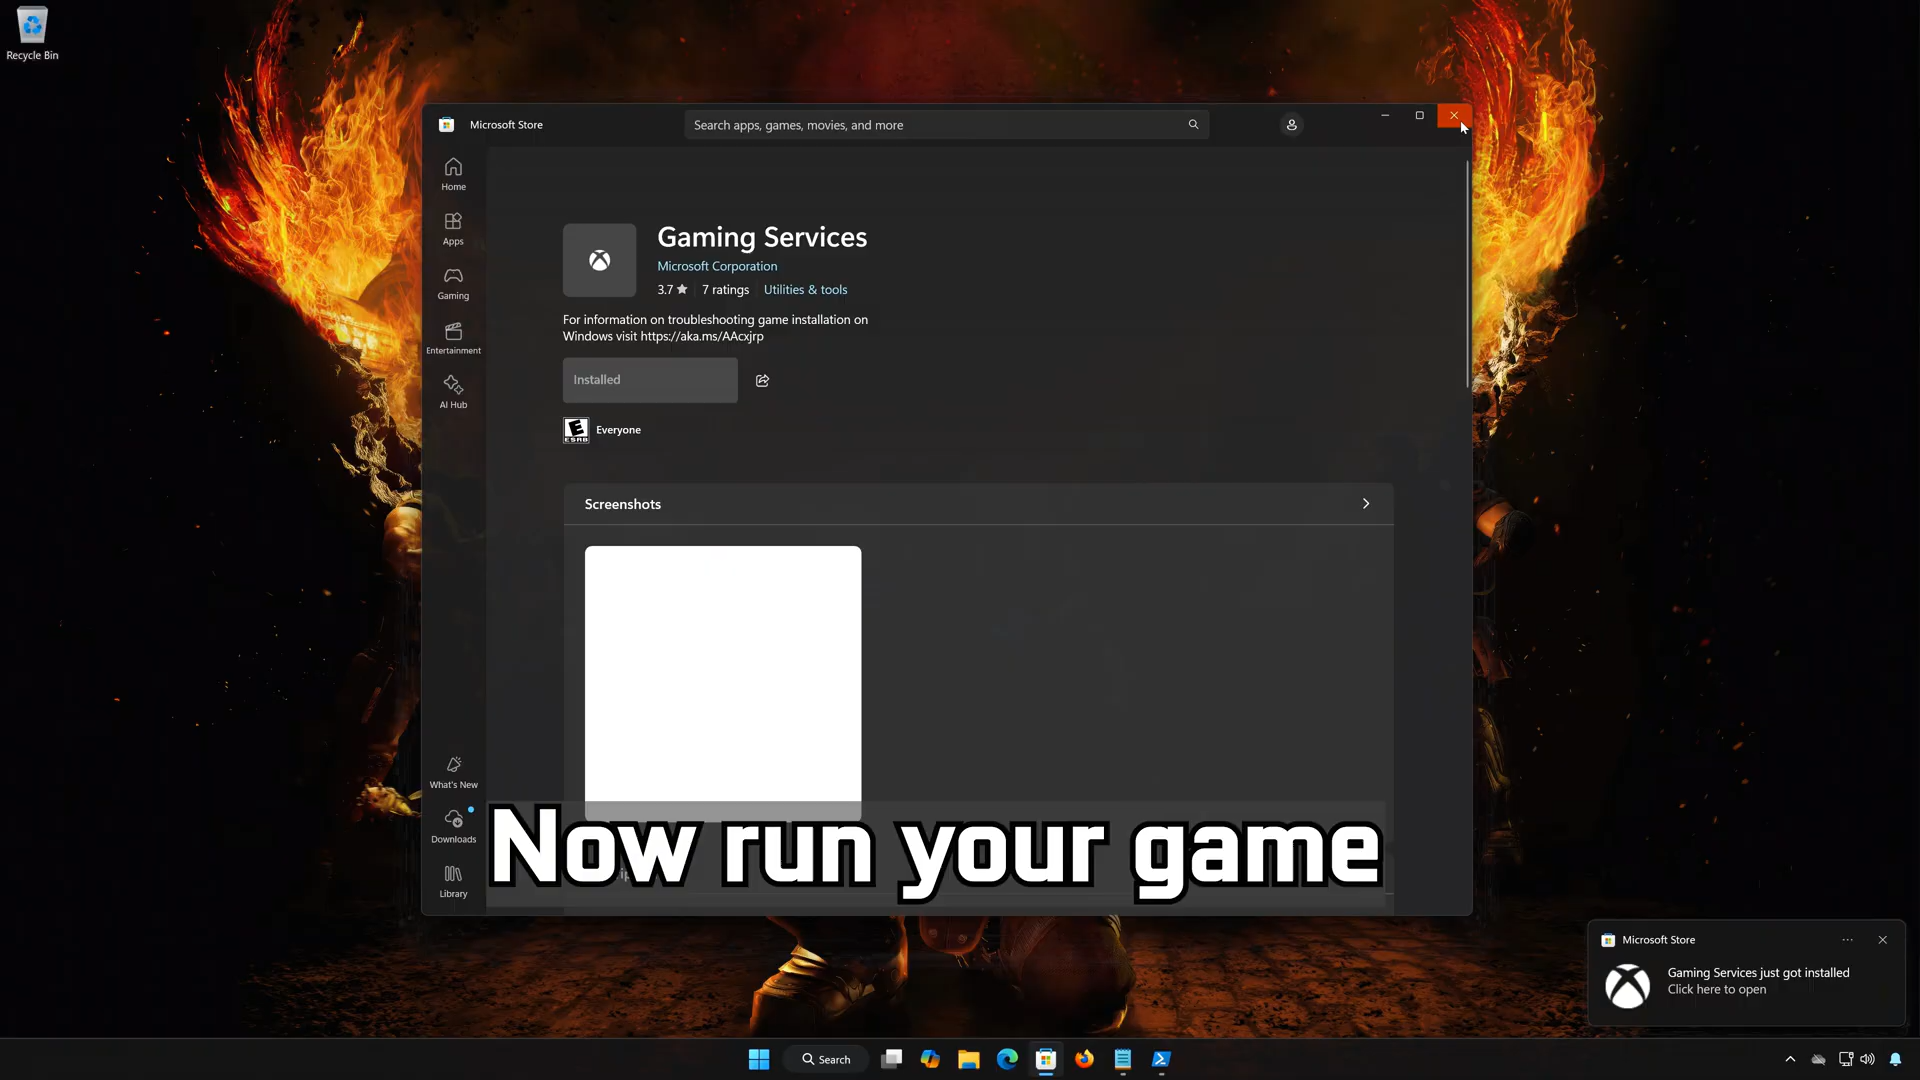 Recycle Bin
Microsoft Store
Search apps, games, movies, and more
Home
Apps
Gaming
Entertainment
AI Hub
What's New
Downloads
Library
Gaming Services
Microsoft Corporation
3.7 ★ 7 ratings Utilities & tools
For information on troubleshooting game installation on
Windows visit https://aka.ms/AAcxjrp
Installed
E
ESRB
Everyone
Screenshots
Now run your game
Microsoft Store
Gaming Services just got installed
Click here to open
Search